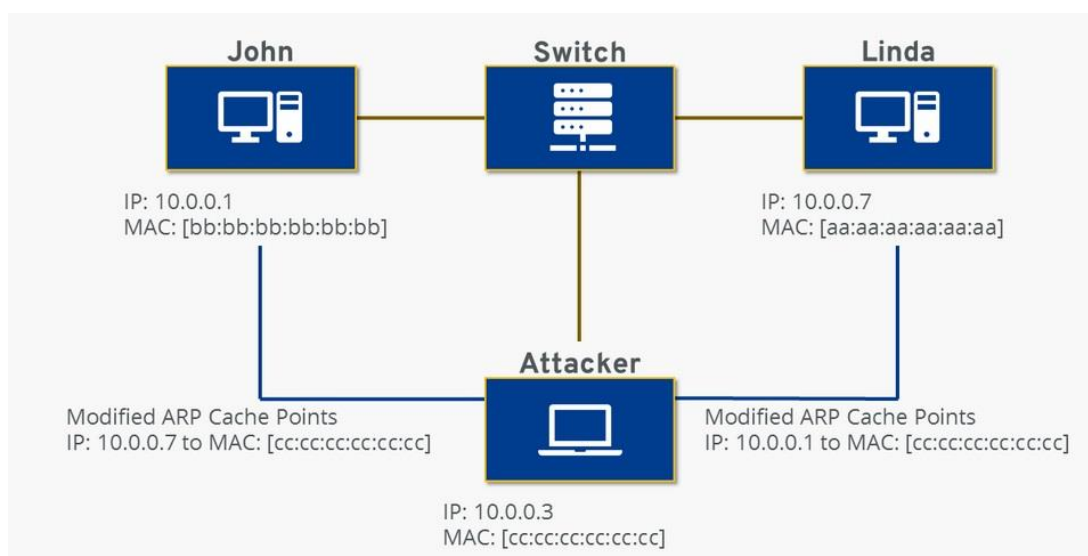 John
Switch
Linda
IP: 10.0.0.1
MAC: [bb:bb:bb:bb:bb:bb]
IP: 10.0.0.7
MAC: [aa:aa:aa:aa:aa:aa]
Attacker
Modified ARP Cache Points
IP: 10.0.0.7 to MAC: [cc:cc:cc:cc:cc:cc]
Modified ARP Cache Points
IP: 10.0.0.1 to MAC: [cc:cc:cc:cc:cc:cc]
IP: 10.0.0.3
MAC: [cc:cc:cc:cc:cc:cc]